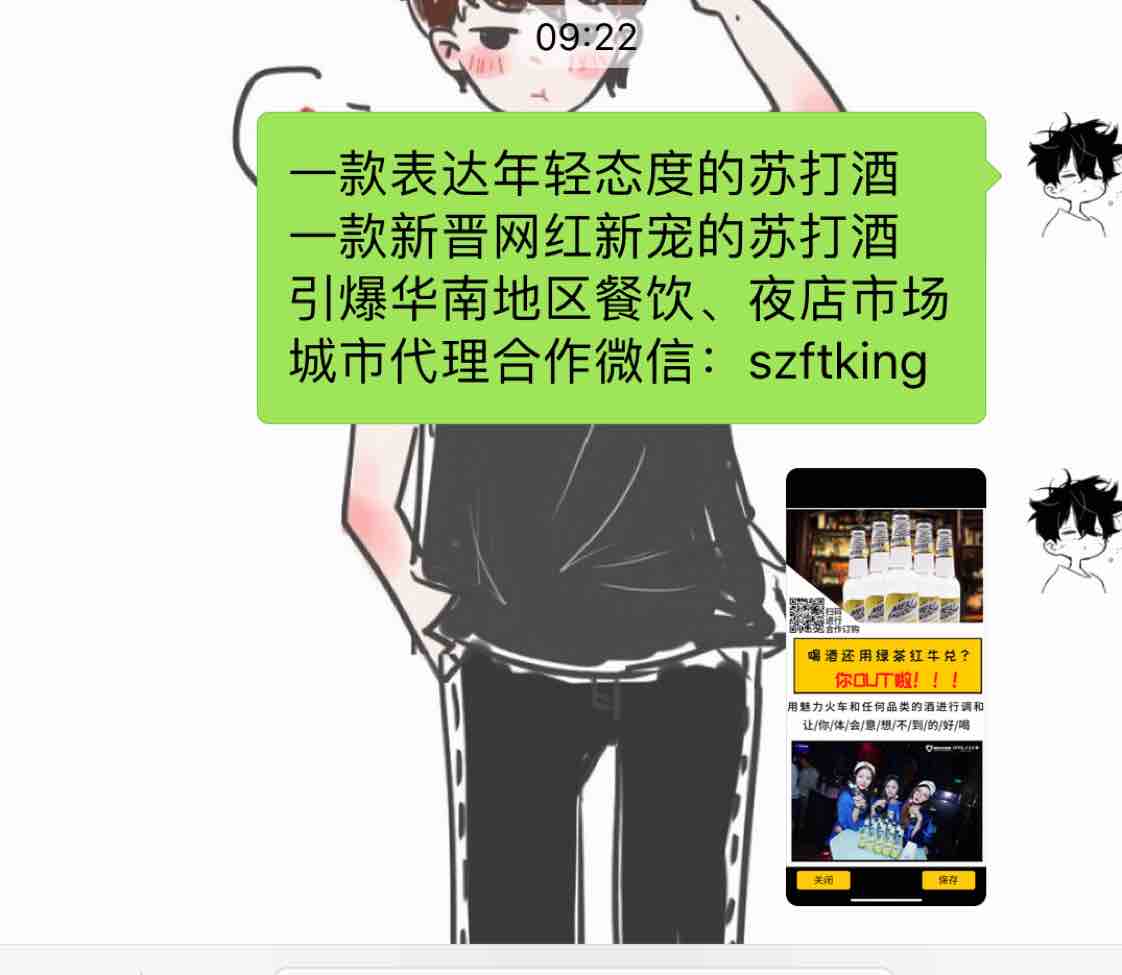 09:22
一款表达年轻态度的苏打酒
一款新晋网红新宠的苏打酒
引爆华南地区餐饮、夜店市场
城市代理合作微信：szftking
扫码
进行
合作订购
喝酒还用绿茶红牛兑？
你OUT啦！！！
用魅力火车和任何品类的酒进行调和
让/你/体/会/意/想/不/到/的/好/喝
关闭
保存